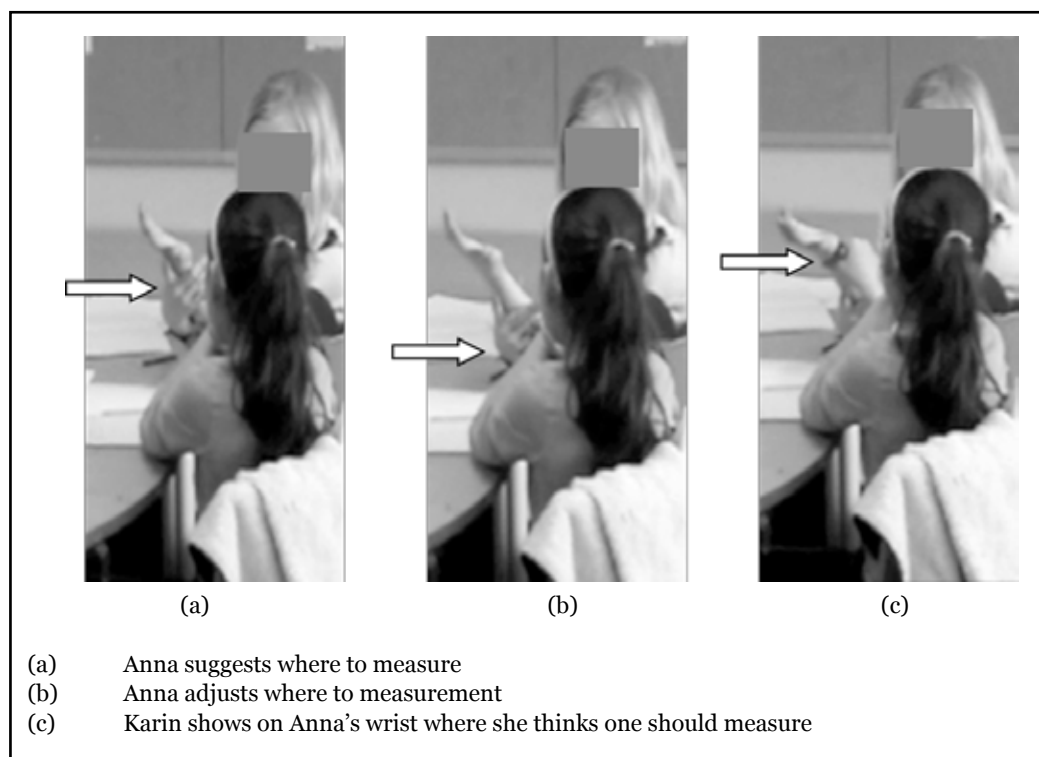 (a) (b) (c)
(a) Anna suggests where to measure
(b) Anna adjusts where to measurement
(c) Karin shows on Anna’s wrist where she thinks one should measure